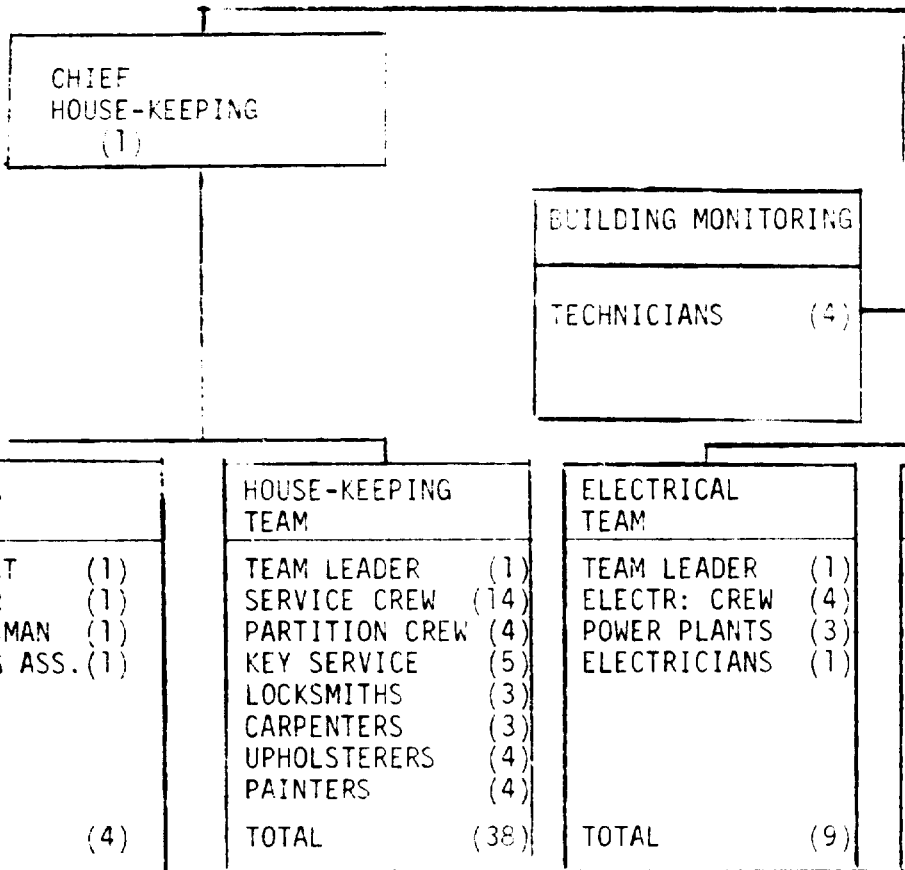 CHIEF
HOUSE-KEEPING
(1)
BUILDING MONITORING
TECHNICIANS (4)
T (1)
(1)
MAN (1)
ASS.(1)
(4)
HOUSE-KEEPING
TEAM
TEAM LEADER (1)
SERVICE CREW (14)
PARTITION CREW (4)
KEY SERVICE (5)
LOCKSMITHS (3)
CARPENTERS (3)
UPHOLSTERERS (4)
PAINTERS (4)
TOTAL (38)
ELECTRICAL
TEAM
TEAM LEADER (1)
ELECTR: CREW (4)
POWER PLANTS (3)
ELECTRICIANS (1)
TOTAL (9)